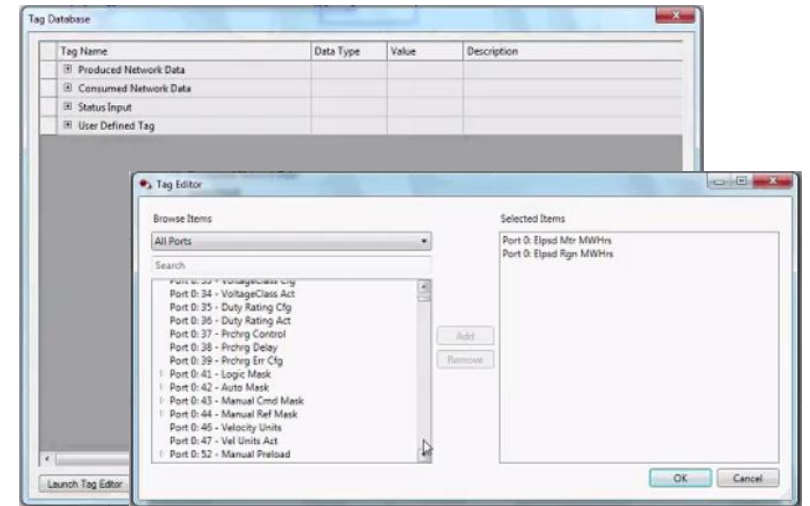 Tag Database
Tag Name Data Type Value Description
Produced Network Data
Consumed Network Data
Status Input
User Defined Tag
Tag Editor
Browse Items
All Ports
Search
Port 0: 33 - VoltageClass Cfg
Port 0: 34 - VoltageClass Act
Port 0: 35 - Duty Rating Cfg
Port 0: 36 - Duty Rating Act
Port 0: 37 - Prchrg Control
Port 0: 38 - Prchrg Delay
Port 0: 39 - Prchrg Err Cfg
Port 0: 41 - Logic Mask
Port 0: 42 - Auto Mask
Port 0: 43 - Manual Cmd Mask
Port 0: 44 - Manual Ref Mask
Port 0: 46 - Velocity Units
Port 0: 47 - Vel Units Act
Port 0: 52 - Manual Preload
Add
Remove
Selected Items
Port 0: Elpsd Mtr MWHrs
Port 0: Elpsd Rgn MWHrs
OK Cancel
Launch Tag Editor